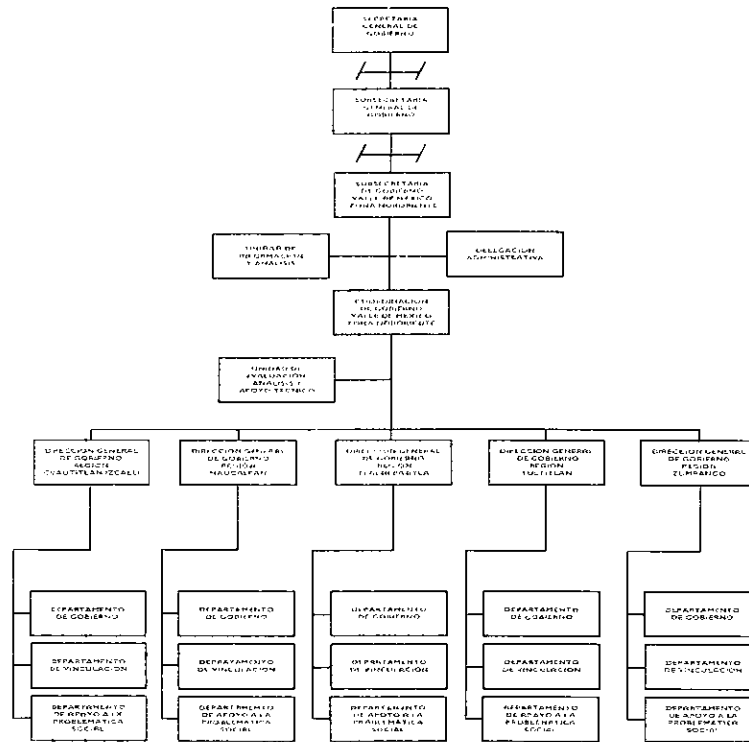 SECRETARIA
GENERAL DE
GOBIERNO
SUBSECRETARIA
GENERAL DE
GOBIERNO
SUBSECRETARIA
DE GOBIERNO
VALLE DE MEXICO
ZONA NORORIENTE
UNIDAD DE
INFORMACION
Y ANALISIS
DELEGACION
ADMINISTRATIVA
COORDINACION
DE GOBIERNO
VALLE DE MEXICO
ZONA NORORIENTE
UNIDAD DE
EVALUACION
ANALISIS Y
APOYO TECNICO
DIRECCION GENERAL
DE GOBIERNO
REGION
CUAUTITLAN IZCALLI
DIRECCION GENERAL
DE GOBIERNO
REGION
NAUCALPAN
DIRECCION GENERAL
DE GOBIERNO
REGION
TLALNEPANTLA
DIRECCION GENERAL
DE GOBIERNO
REGION
TULTITLAN
DIRECCION GENERAL
DE GOBIERNO
REGION
ZUMPANGO
DEPARTAMENTO
DE GOBIERNO
DEPARTAMENTO
DE GOBIERNO
DEPARTAMENTO
DE GOBIERNO
DEPARTAMENTO
DE GOBIERNO
DEPARTAMENTO
DE GOBIERNO
DEPARTAMENTO
DE VINCULACION
DEPARTAMENTO
DE VINCULACION
DEPARTAMENTO
DE VINCULACION
DEPARTAMENTO
DE VINCULACION
DEPARTAMENTO
DE VINCULACION
DEPARTAMENTO
DE APOYO A LA
PROBLEMATICA
SOCIAL
DEPARTAMENTO
DE APOYO A LA
PROBLEMATICA
SOCIAL
DEPARTAMENTO
DE APOYO A LA
PROBLEMATICA
SOCIAL
DEPARTAMENTO
DE APOYO A LA
PROBLEMATICA
SOCIAL
DEPARTAMENTO
DE APOYO A LA
PROBLEMATICA
SOCIAL